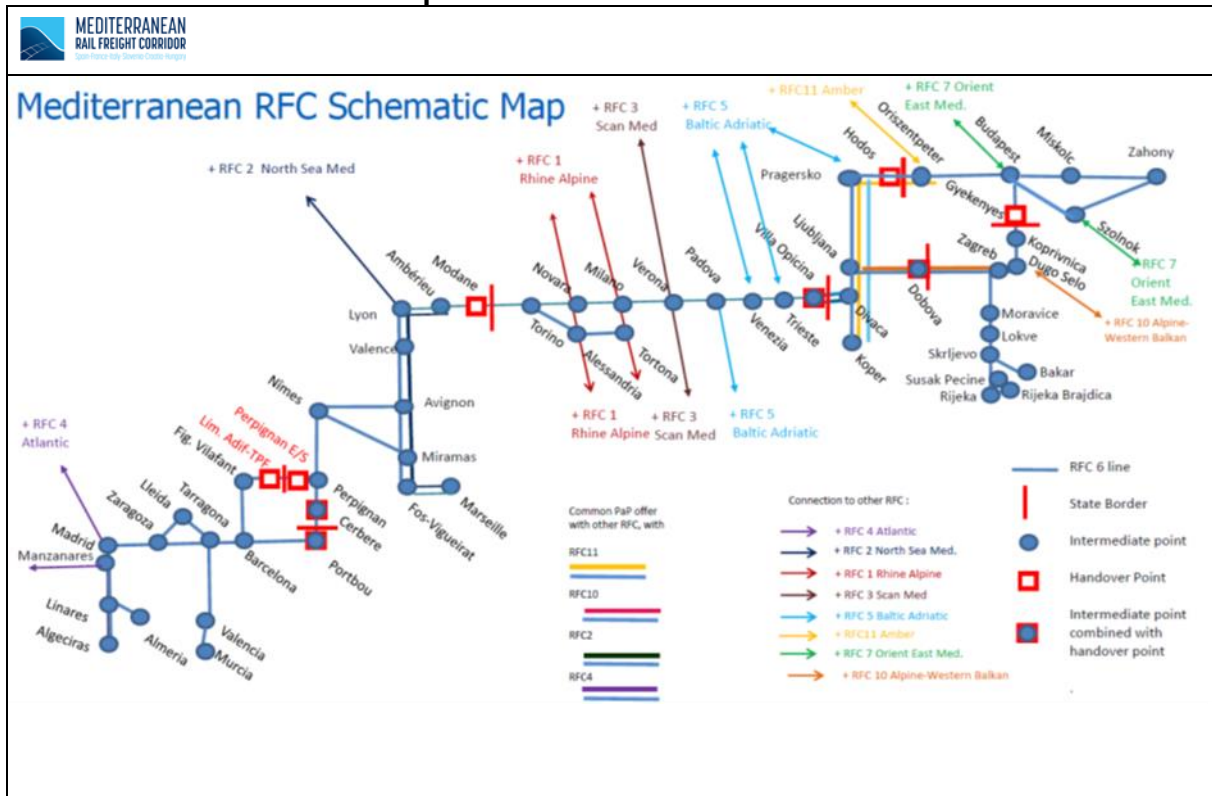 MEDITERRANEAN
RAIL FREIGHT CORRIDOR
Mediterranean RFC Schematic Map
+ RFC 2 North Sea Med
+ RFC 1
Rhine Alpine
+ RFC 3
Scan Med
+ RFC 5
Baltic Adriatic
+ RFC11 Amber
+ RFC 7 Orient
East Med.
Hodos
Oriszentpeter
Budapest
Miskolc
Zahony
Pragersko
Gyekenyes
Szolnok
Ljubljana
Zagreb
Koprivnica
Dugo Selo
+ RFC 7
Orient
East Med.
Villa Opicina
Dobova
+ RFC 10 Alpine-
Western Balkan
Ambérieu
Modane
Novara
Milano
Verona
Padova
Lyon
Torino
Alessandria
Tortona
Venezia
Trieste
Divaca
Koper
Moravice
Lokve
Skrljevo
Bakar
Susak Pecine
Rijeka
Rijeka Brajdica
Valence
Nimes
Avignon
Miramas
Marseille
Fos-Vigueirat
+ RFC 1
Rhine Alpine
+ RFC 3
Scan Med
+ RFC 5
Baltic Adriatic
+ RFC 4
Atlantic
Perpignan E/S
Lim. Adif-TPF
Fig. Vilafant
Perpignan
Cerbere
Portbou
Tarragona
Lleida
Zaragoza
Madrid
Manzanares
Barcelona
Linares
Algeciras
Almeria
Valencia
Murcia
Common PaP offer
with other RFC, with
RFC11
RFC10
RFC2
RFC4
Connection to other RFC :
+ RFC 4 Atlantic
+ RFC 2 North Sea Med.
+ RFC 1 Rhine Alpine
+ RFC 3 Scan Med
+ RFC 5 Baltic Adriatic
+ RFC11 Amber
+ RFC 7 Orient East Med.
+ RFC 10 Alpine-Western Balkan
RFC 6 line
State Border
Intermediate point
Handover Point
Intermediate point
combined with
handover point